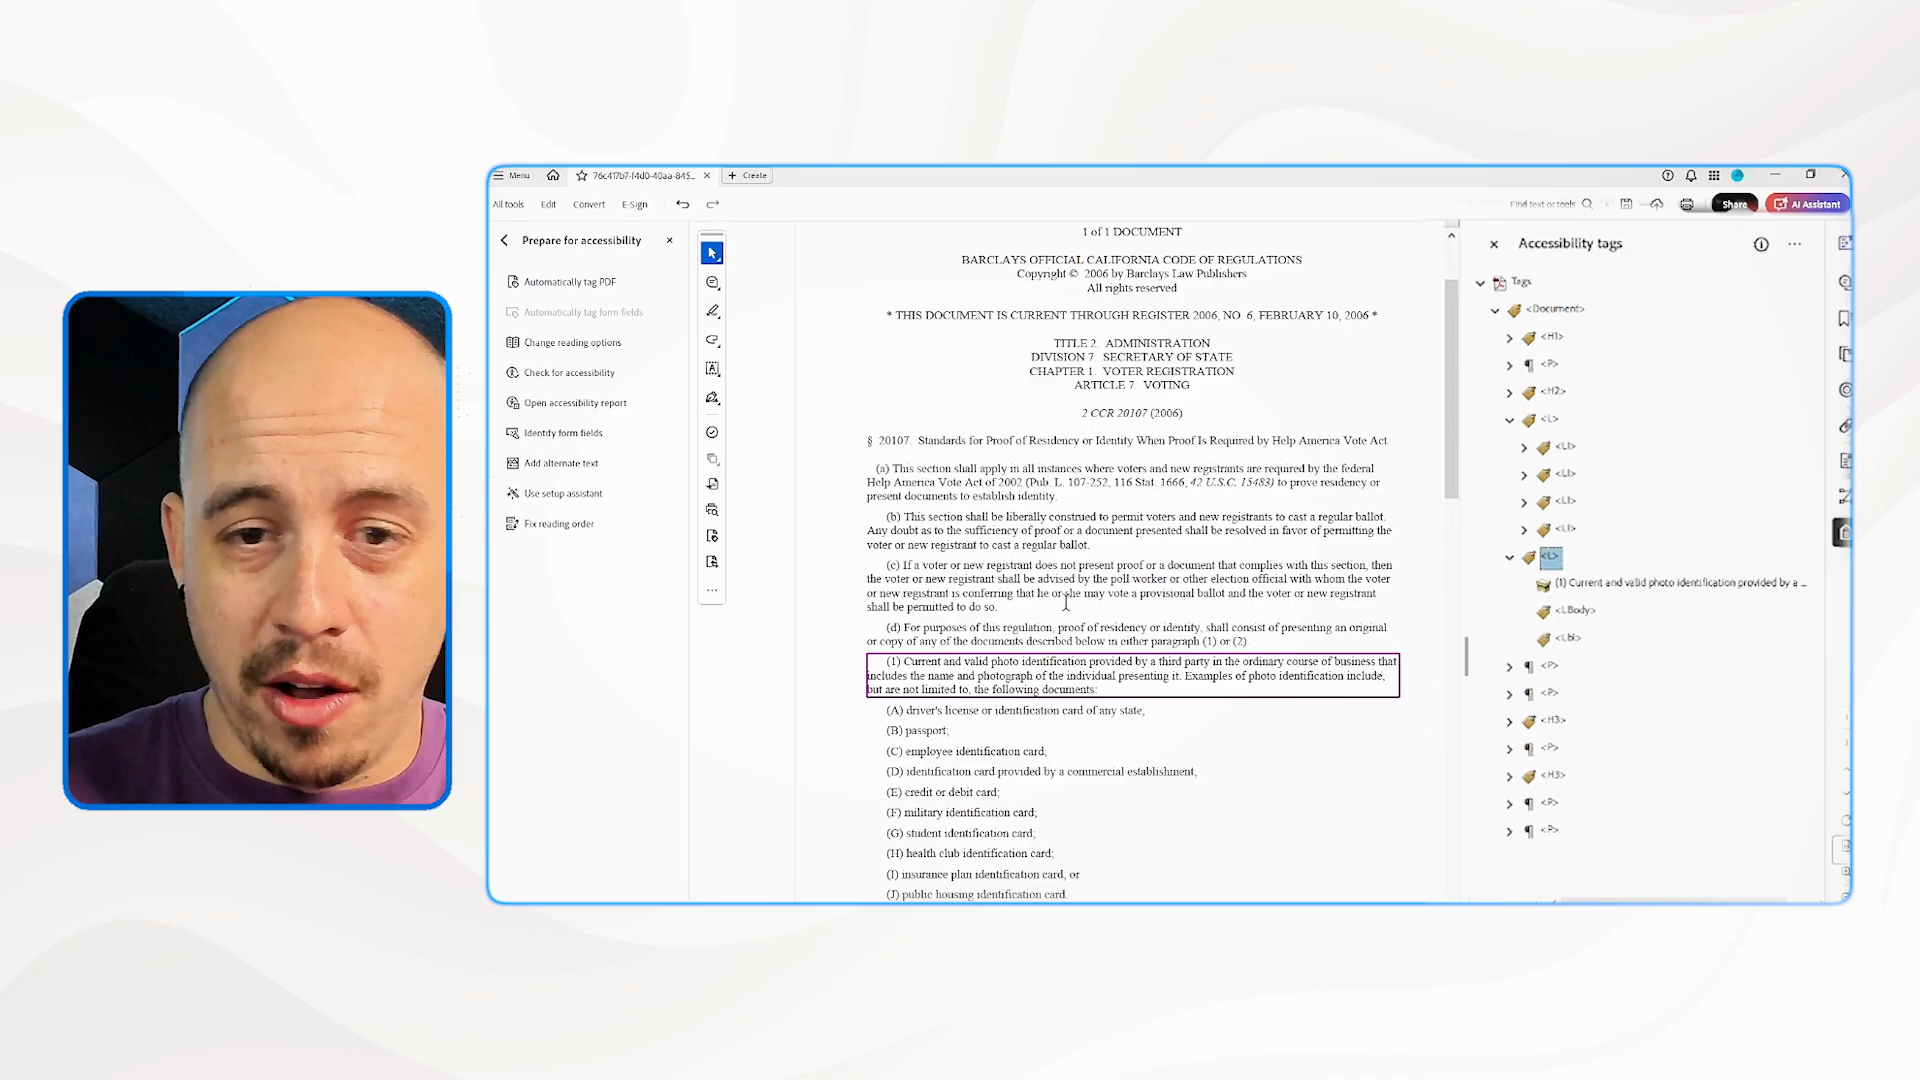 Menu
76c417b7-f4d0-40aa-845...
Create
All tools
Edit
Convert
E-Sign
Find text or tools
Share
AI Assistant
Prepare for accessibility
Automatically tag PDF
Automatically tag form fields
Change reading options
Check for accessibility
Open accessibility report
Identify form fields
Add alternate text
Use setup assistant
Fix reading order
1 of 1 DOCUMENT
BARCLAYS OFFICIAL CALIFORNIA CODE OF REGULATIONS
Copyright © 2006 by Barclays Law Publishers
All rights reserved
* THIS DOCUMENT IS CURRENT THROUGH REGISTER 2006, NO. 6, FEBRUARY 10, 2006 *
TITLE 2. ADMINISTRATION
DIVISION 7. SECRETARY OF STATE
CHAPTER 1. VOTER REGISTRATION
ARTICLE 7. VOTING
2 CCR 20107 (2006)
§ 20107. Standards for Proof of Residency or Identity When Proof Is Required by Help America Vote Act
(a) This section shall apply in all instances where voters and new registrants are required by the federal
Help America Vote Act of 2002 (Pub. L. 107-252, 116 Stat. 1666, 42 U.S.C. 15483) to prove residency or
present documents to establish identity.
(b) This section shall be liberally construed to permit voters and new registrants to cast a regular ballot.
Any doubt as to the sufficiency of proof or a document presented shall be resolved in favor of permitting the
voter or new registrant to cast a regular ballot.
(c) If a voter or new registrant does not present proof or a document that complies with this section, then
the voter or new registrant shall be advised by the poll worker or other election official with whom the voter
or new registrant is conferring that he or she may vote a provisional ballot and the voter or new registrant
shall be permitted to do so.
(d) For purposes of this regulation, proof of residency or identity, shall consist of presenting an original
or copy of any of the documents described below in either paragraph (1) or (2).
(1) Current and valid photo identification provided by a third party in the ordinary course of business that
includes the name and photograph of the individual presenting it. Examples of photo identification include,
but are not limited to, the following documents:
(A) driver's license or identification card of any state;
(B) passport;
(C) employee identification card;
(D) identification card provided by a commercial establishment;
(E) credit or debit card;
(F) military identification card;
(G) student identification card;
(H) health club identification card;
(I) insurance plan identification card; or
(J) public housing identification card.
Accessibility tags
Tags
<Document>
<H1>
<P>
<H2>
<L>
<LI>
<LI>
<LI>
<LI>
<L>
(1) Current and valid photo identification provided by a ...
<LBody>
<Lbl>
<P>
<P>
<H3>
<P>
<H3>
<P>
<P>